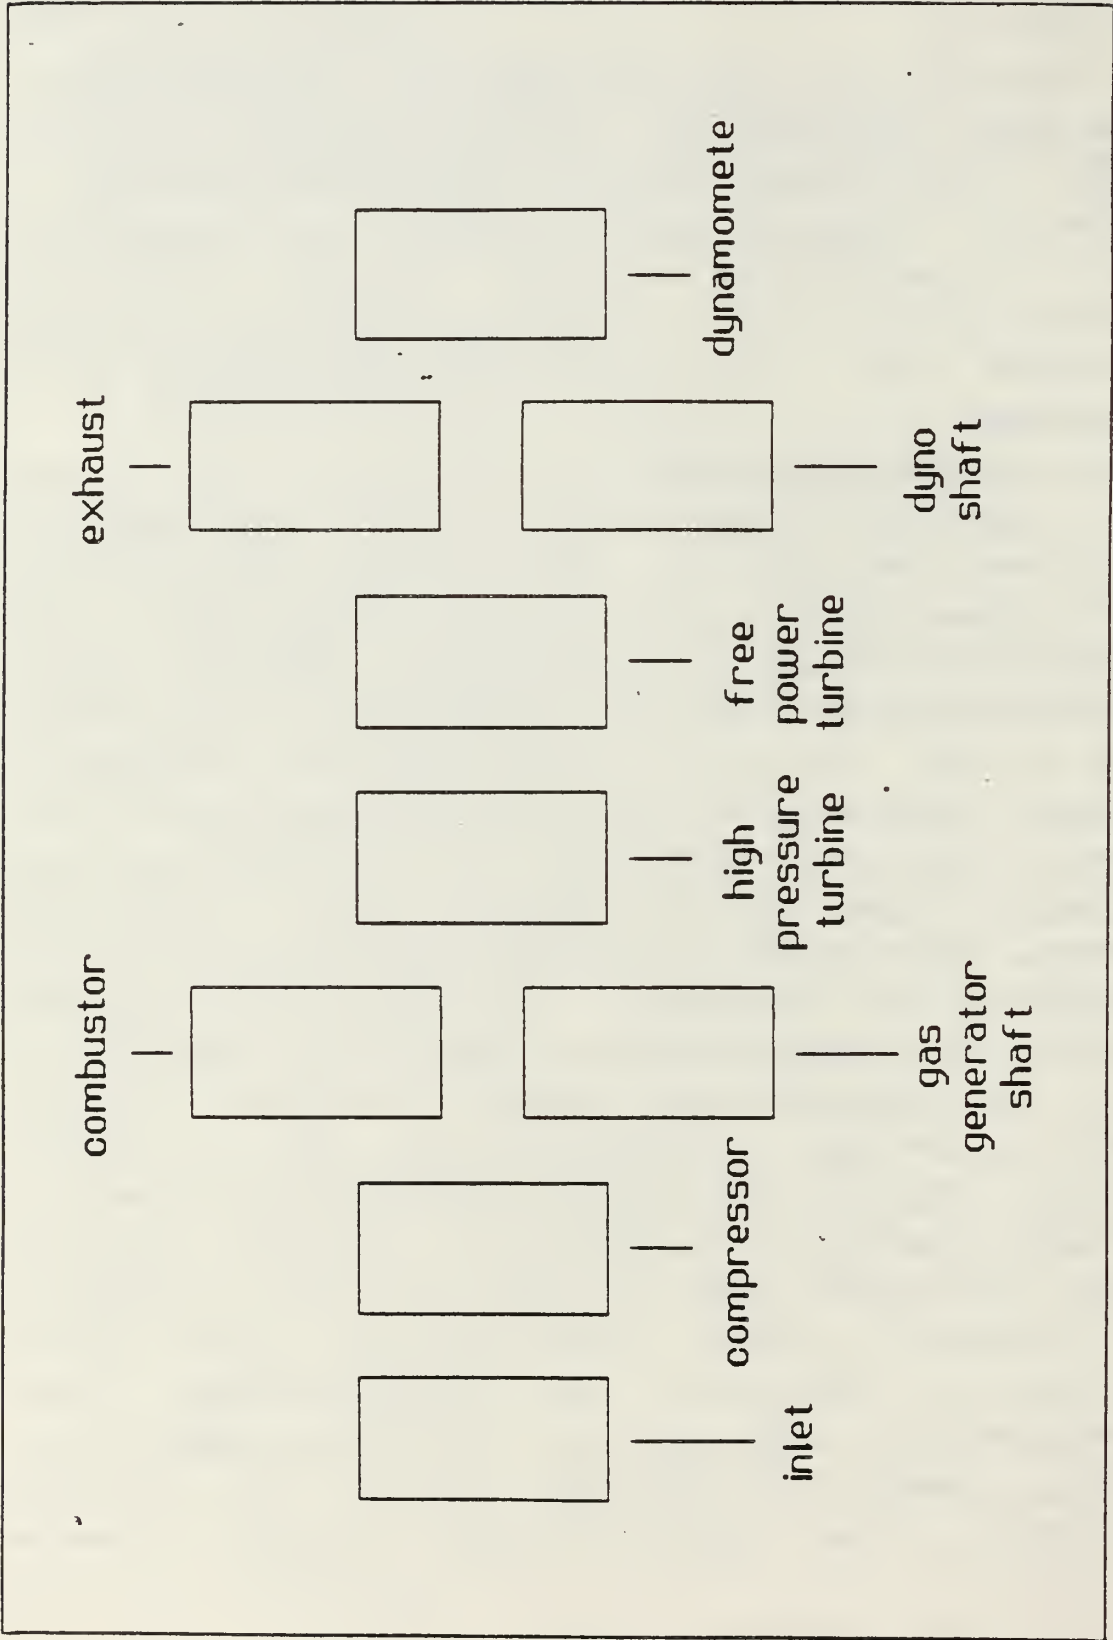 combustor
exhaust
inlet
compressor
high
pressure
turbine
free
power
turbine
dynamomete
gas
generator
shaft
dyno
shaft